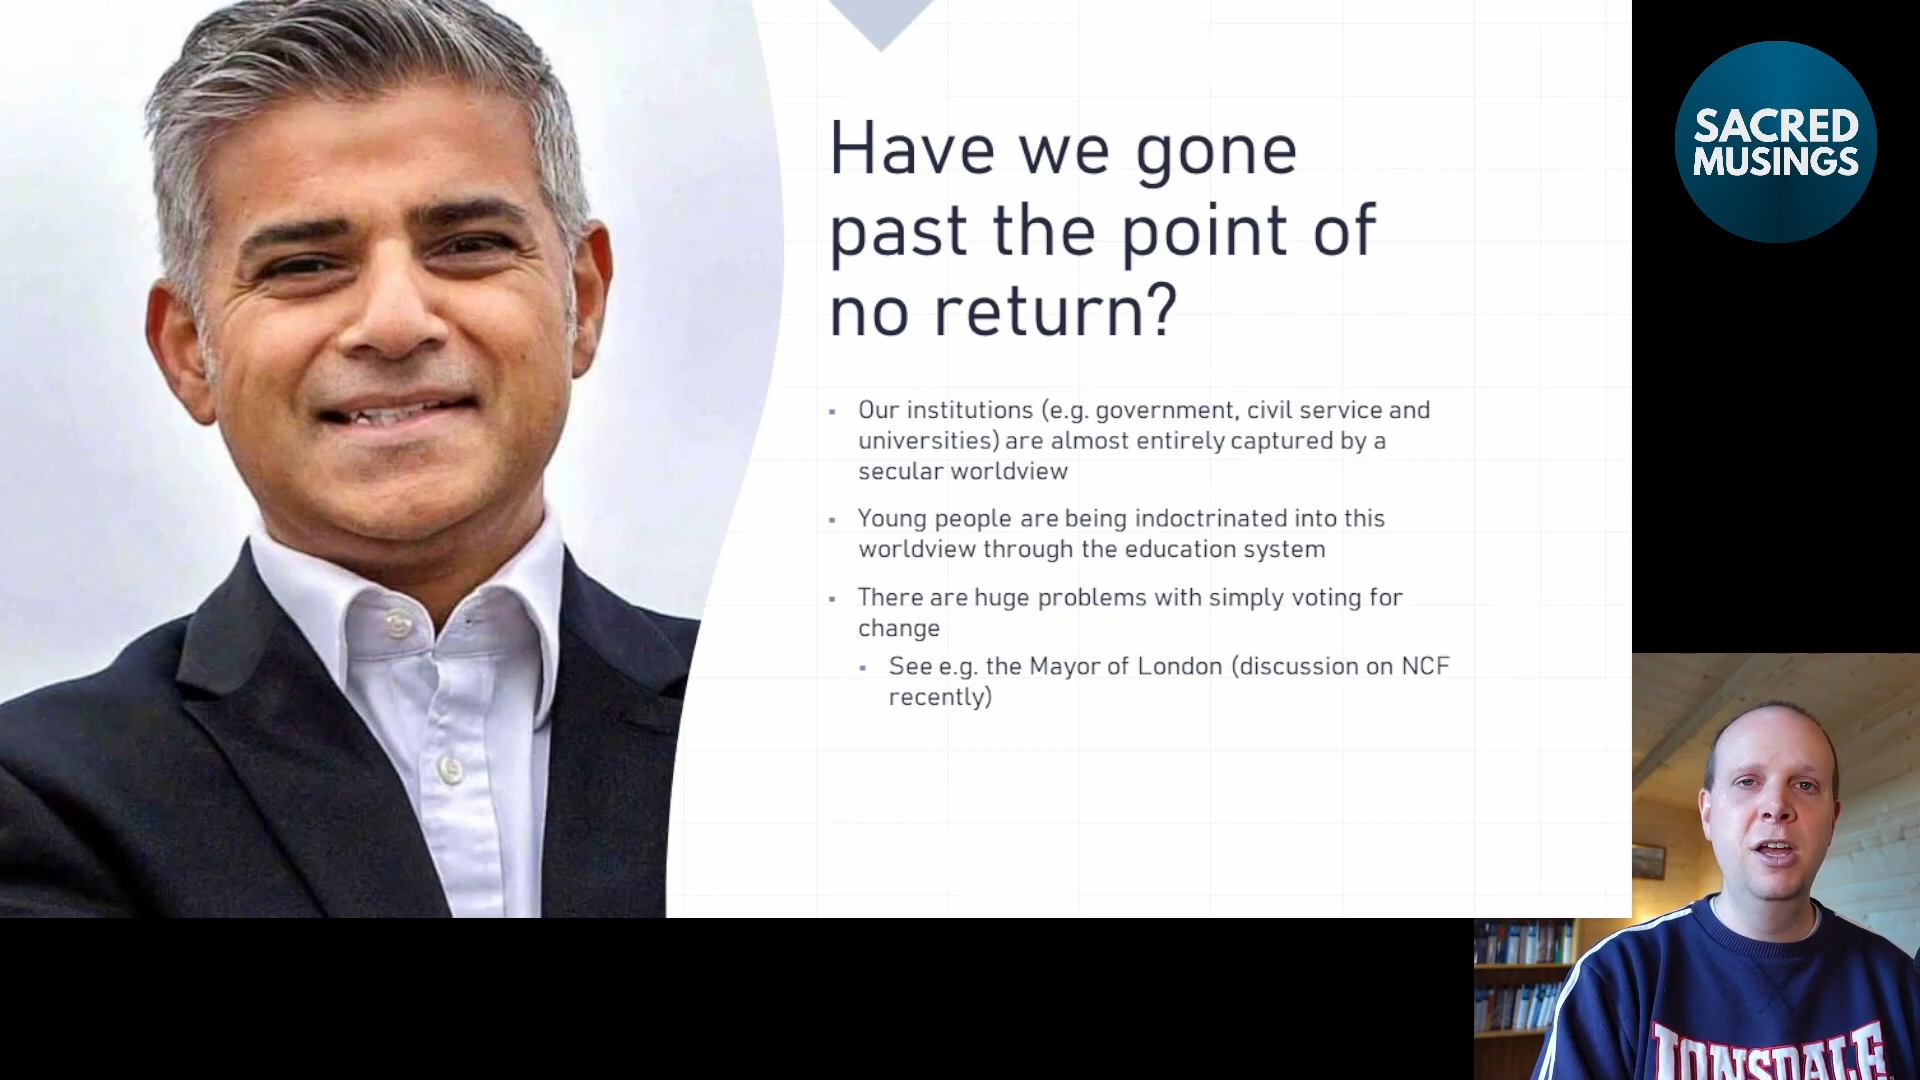 Have we gone
past the point of
no return?
Our institutions (e.g. government, civil service and
universities) are almost entirely captured by a
secular worldview
Young people are being indoctrinated into this
worldview through the education system
There are huge problems with simply voting for
change
See e.g. the Mayor of London (discussion on NCF
recently)
SACRED
MUSINGS
LONSDALE